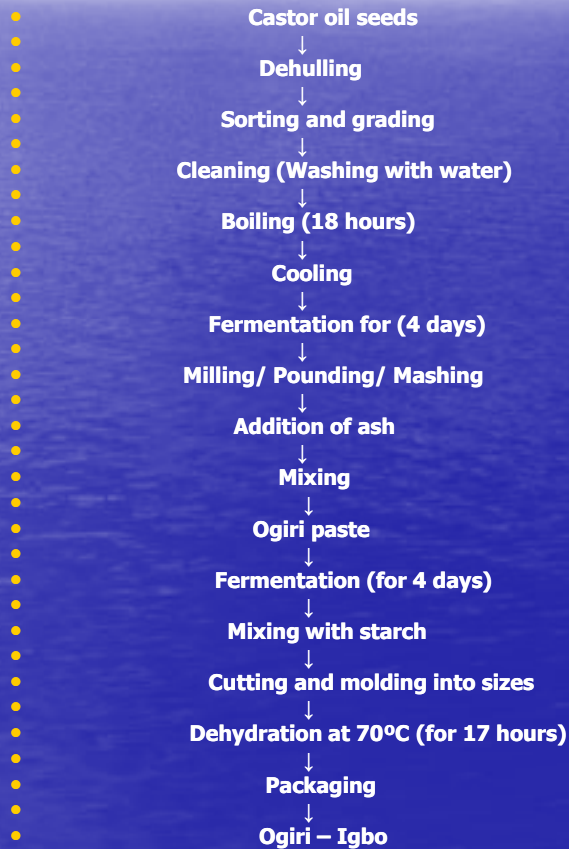 • Castor oil seeds
• ↓
• Dehulling
• ↓
• Sorting and grading
• ↓
• Cleaning (Washing with water)
• ↓
• Boiling (18 hours)
• ↓
• Cooling
• ↓
• Fermentation for (4 days)
• ↓
• Milling/ Pounding/ Mashing
• ↓
• Addition of ash
• ↓
• Mixing
• ↓
• Ogiri paste
• ↓
• Fermentation (for 4 days)
• ↓
• Mixing with starch
• ↓
• Cutting and molding into sizes
• ↓
• Dehydration at 70ºC (for 17 hours)
• ↓
• Packaging
• ↓
• Ogiri – Igbo